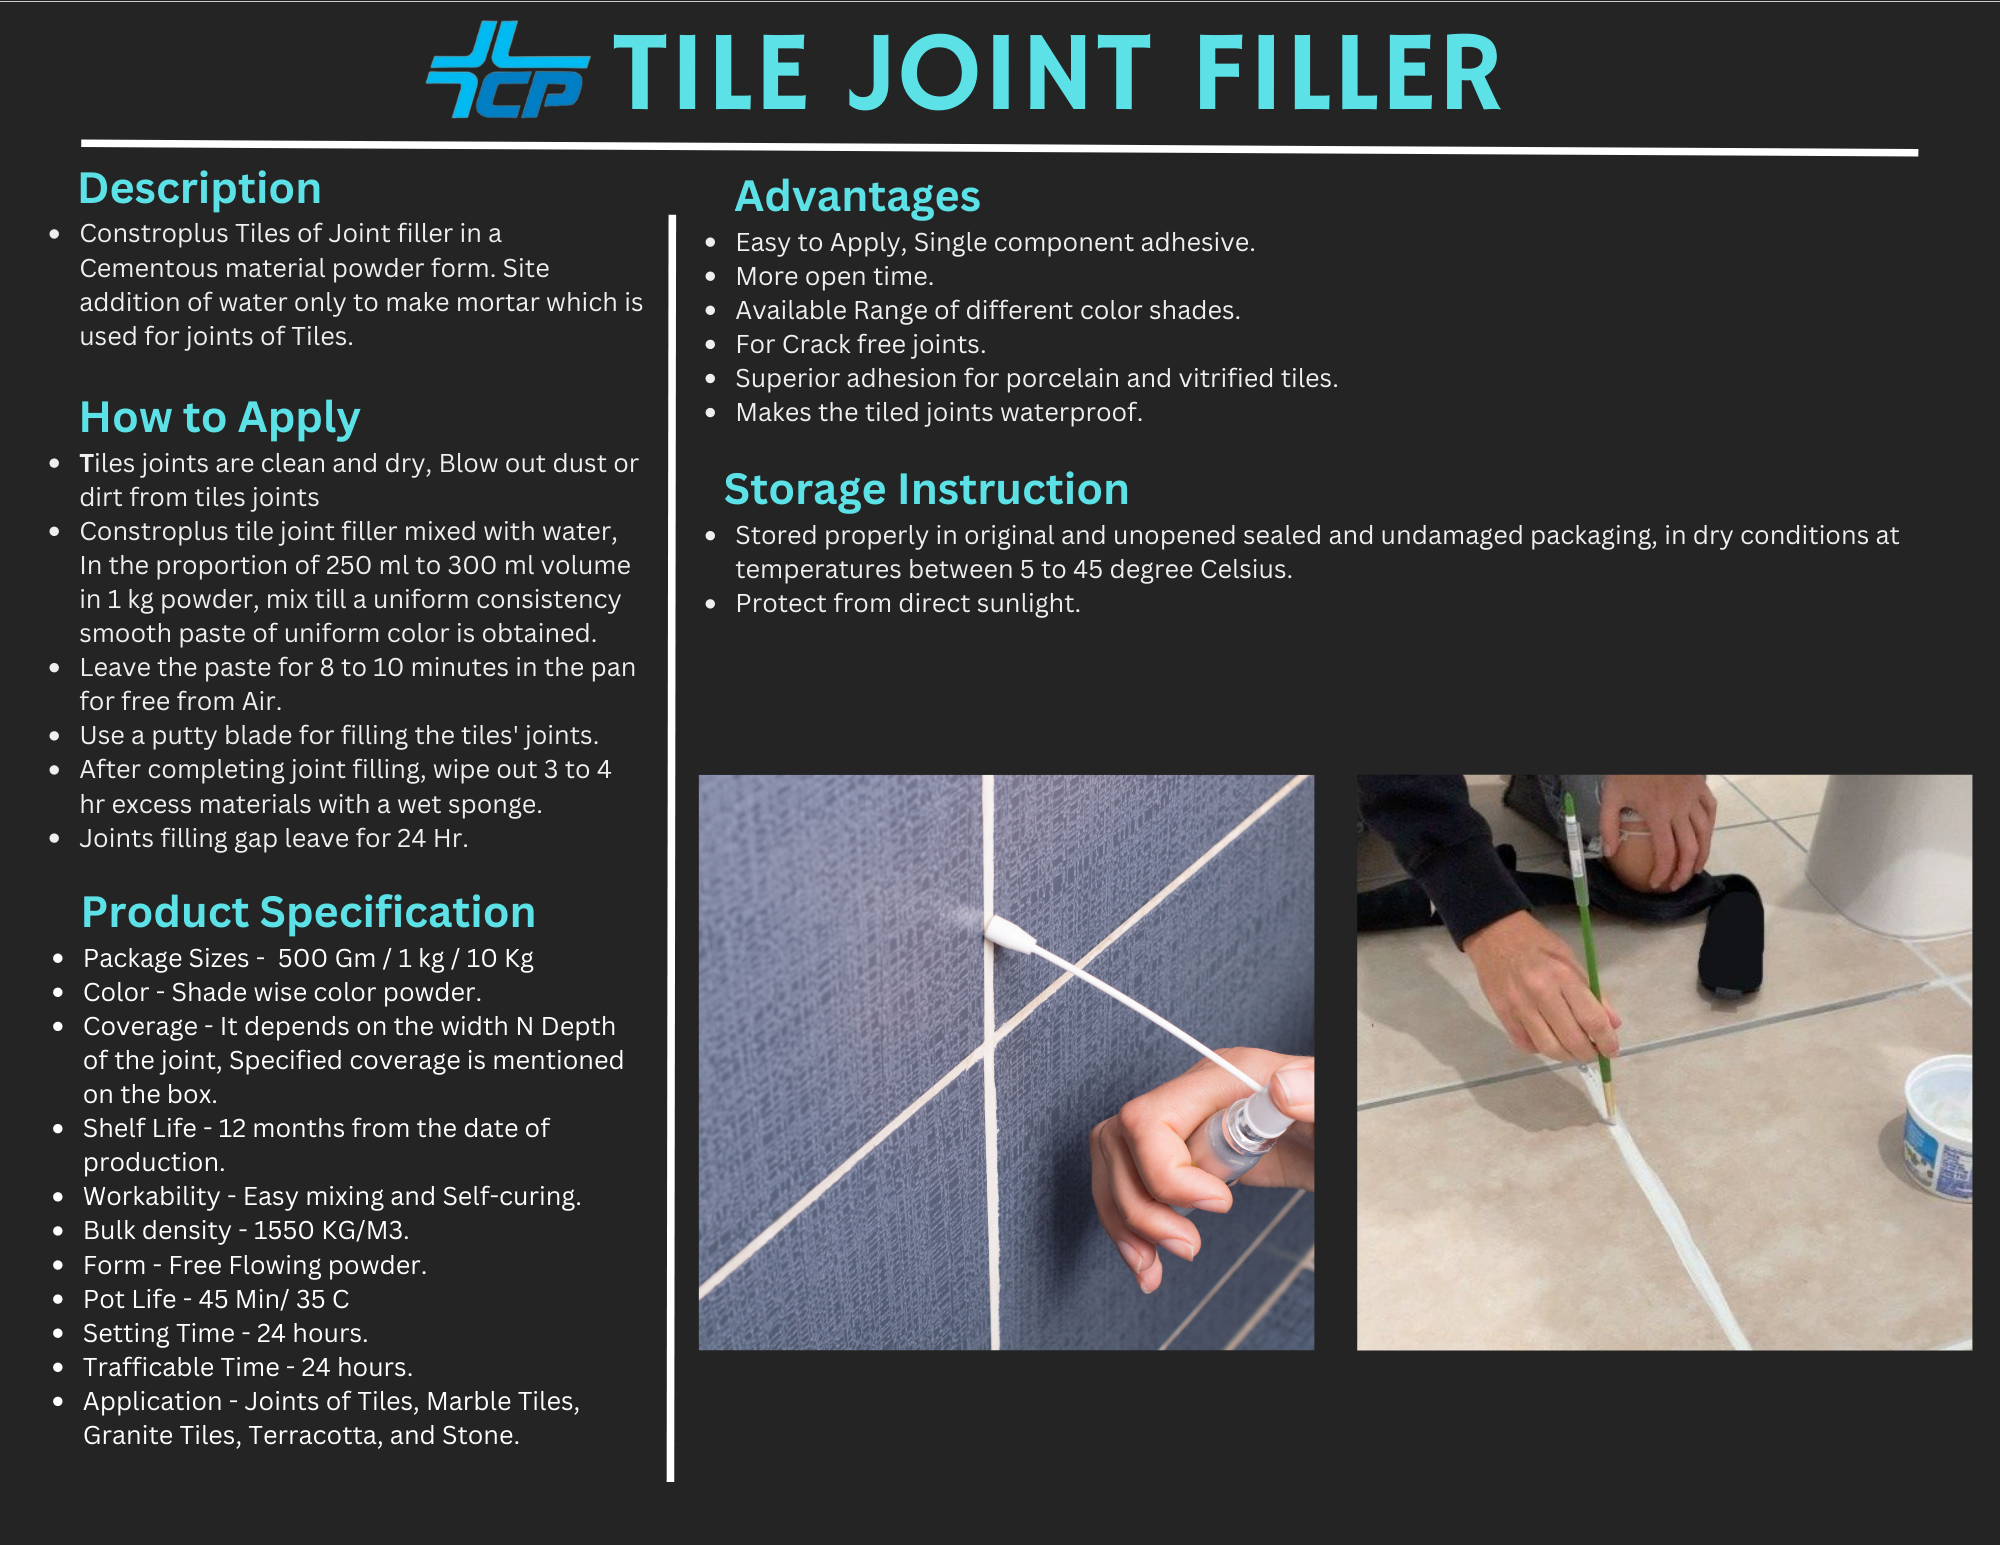 CP TILE JOINT FILLER
Description
• Constroplus Tiles of Joint filler in a
Cementous material powder form. Site
addition of water only to make mortar which is
used for joints of Tiles.
How to Apply
• Tiles joints are clean and dry, Blow out dust or
dirt from tiles joints
• Constroplus tile joint filler mixed with water,
In the proportion of 250 ml to 300 ml volume
in 1 kg powder, mix till a uniform consistency
smooth paste of uniform color is obtained.
• Leave the paste for 8 to 10 minutes in the pan
for free from Air.
• Use a putty blade for filling the tiles' joints.
• After completing joint filling, wipe out 3 to 4
hr excess materials with a wet sponge.
• Joints filling gap leave for 24 Hr.
Product Specification
• Package Sizes - 500 Gm / 1 kg / 10 Kg
• Color - Shade wise color powder.
• Coverage - It depends on the width N Depth
of the joint, Specified coverage is mentioned
on the box.
• Shelf Life - 12 months from the date of
production.
• Workability - Easy mixing and Self-curing.
• Bulk density - 1550 KG/M3.
• Form - Free Flowing powder.
• Pot Life - 45 Min/ 35 C
• Setting Time - 24 hours.
• Trafficable Time - 24 hours.
• Application - Joints of Tiles, Marble Tiles,
Granite Tiles, Terracotta, and Stone.
Advantages
• Easy to Apply, Single component adhesive.
• More open time.
• Available Range of different color shades.
• For Crack free joints.
• Superior adhesion for porcelain and vitrified tiles.
• Makes the tiled joints waterproof.
Storage Instruction
• Stored properly in original and unopened sealed and undamaged packaging, in dry conditions at
temperatures between 5 to 45 degree Celsius.
• Protect from direct sunlight.